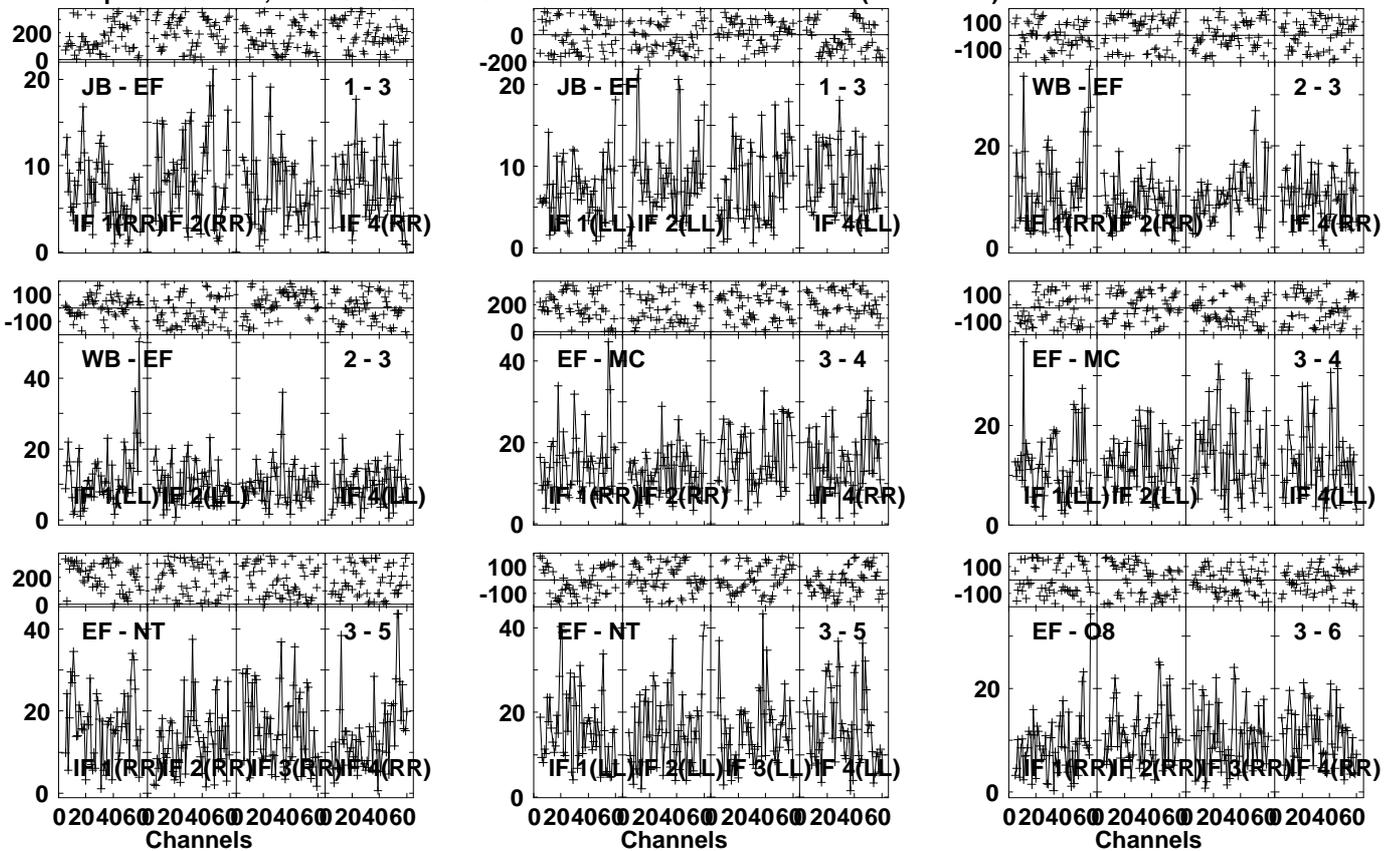 200
0
20
10
0
JB - EF
1 - 3
IF 1(RR)
IF 2(RR)
IF 4(RR)
0
-200
20
10
0
JB - EF
1 - 3
IF 1(LL)
IF 2(LL)
IF 4(LL)
100
-100
20
0
WB - EF
2 - 3
IF 1(RR)
IF 2(RR)
IF 4(RR)
100
-100
40
20
0
WB - EF
2 - 3
IF 1(LL)
IF 2(LL)
IF 4(LL)
200
0
40
20
0
EF - MC
3 - 4
IF 1(RR)
IF 2(RR)
IF 4(RR)
100
-100
20
0
EF - MC
3 - 4
IF 1(LL)
IF 2(LL)
IF 4(LL)
200
0
40
20
0
EF - NT
3 - 5
IF 1(RR)
IF 2(RR)
IF 3(RR)
IF 4(RR)
0 20 40 60 0 20 40 60 0 20 40 60 0 20 40 60
Channels
100
-100
40
20
0
EF - NT
3 - 5
IF 1(LL)
IF 2(LL)
IF 3(LL)
IF 4(LL)
0 20 40 60 0 20 40 60 0 20 40 60 0 20 40 60
Channels
100
-100
20
0
EF - O8
3 - 6
IF 1(RR)
IF 2(RR)
IF 3(RR)
IF 4(RR)
0 20 40 60 0 20 40 60 0 20 40 60 0 20 40 60
Channels